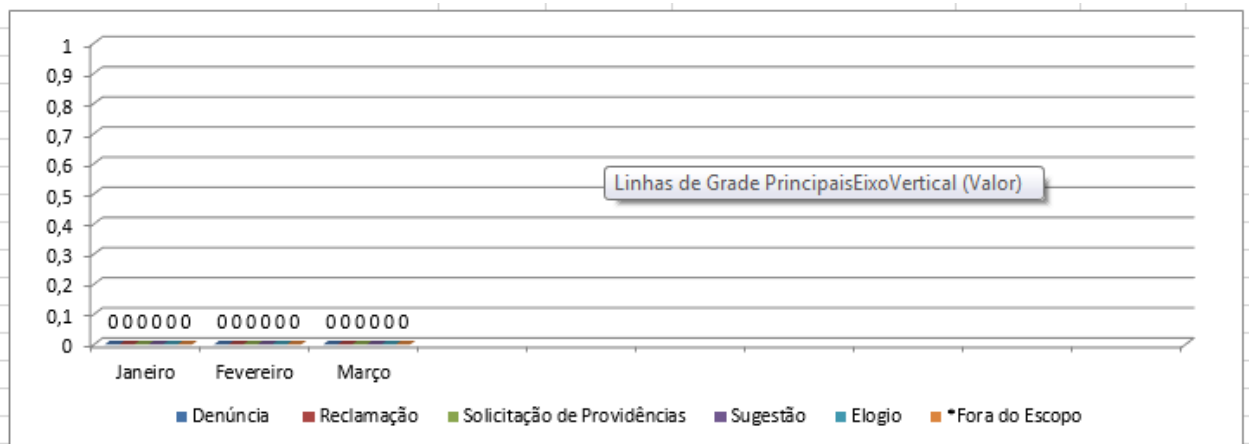 1
0,9
0,8
0,7
0,6
Linhas de Grade PrincipaisEixoVertical (Valor)
0,5
0,4
0,3
0,2
0,1
0 0 0 0 0 0 0 0 0 0 0 0 0 0 0 0 0 0
0
Janeiro Fevereiro Março
Denúncia Reclamação Solicitação de Providências Sugestão Elogio *Fora do Escopo